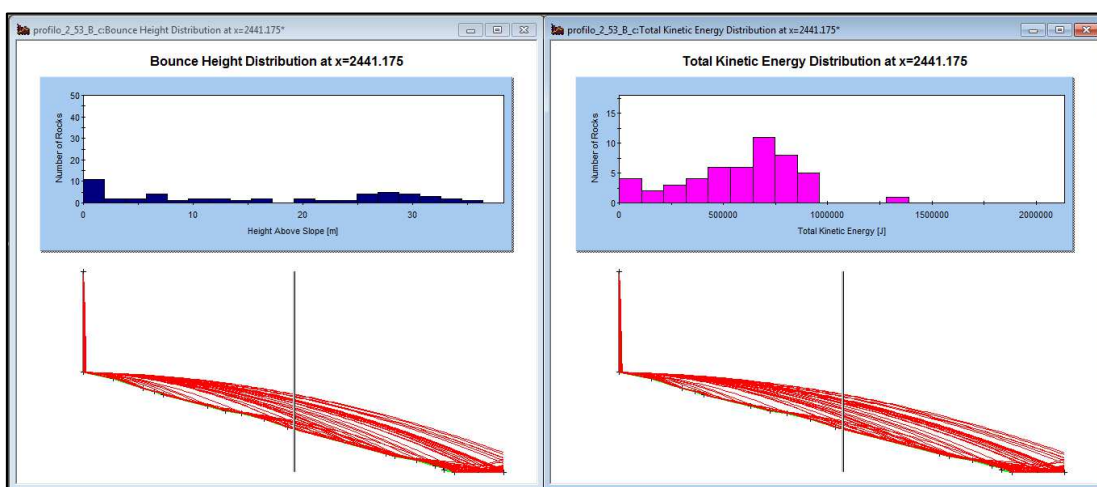 profilo_2_53_B_c:Bounce Height Distribution at x=2441.175*
Bounce Height Distribution at x=2441.175
50
40
30
20
10
0
Number of Rocks
0 10 20 30
Height Above Slope [m]
profilo_2_53_B_c:Total Kinetic Energy Distribution at x=2441.175*
Total Kinetic Energy Distribution at x=2441.175
15
10
5
0
Number of Rocks
0 500000 1000000 1500000 2000000
Total Kinetic Energy [J]